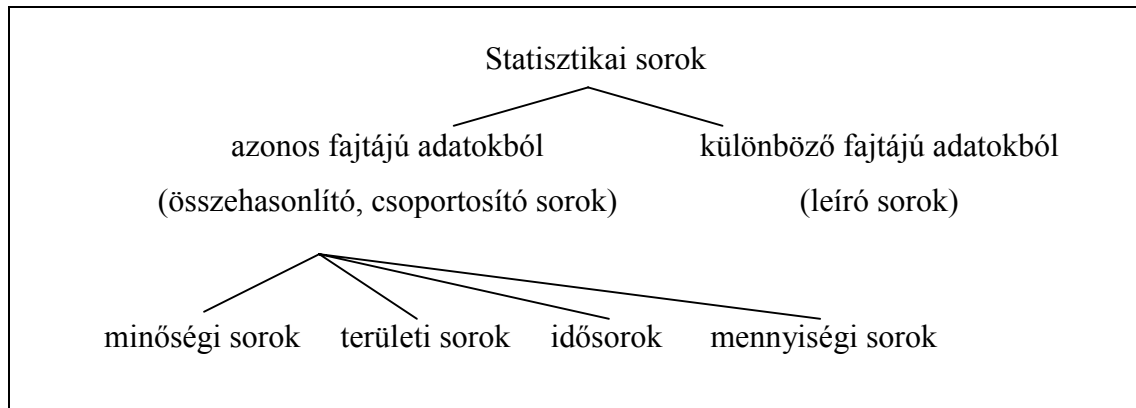 Statisztikai sorok
azonos fajtájú adatokból különböző fajtájú adatokból
(összehasonlító, csoportosító sorok) (leíró sorok)
minőségi sorok területi sorok idősorok mennyiségi sorok